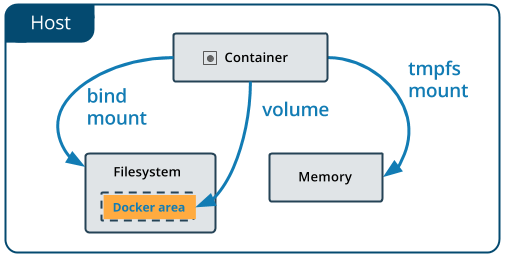 Host
Container
bind
mount
volume
tmpfs
mount
Filesystem
Docker area
Memory